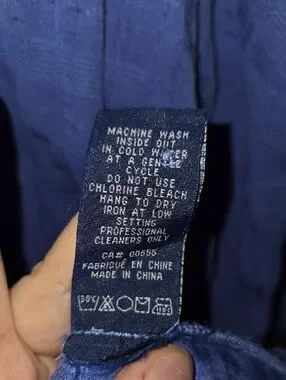 MACHINE WASH
INSIDE OUT
IN COLD WATER
AT A GENTLE
CYCLE
DO NOT USE
CHLORINE BLEACH
HANG TO DRY
IRON AT LOW
SETTING
PROFESSIONAL
CLEANERS ONLY
CA# 00555
FABRIQUÉ EN CHINE
MADE IN CHINA
30°C